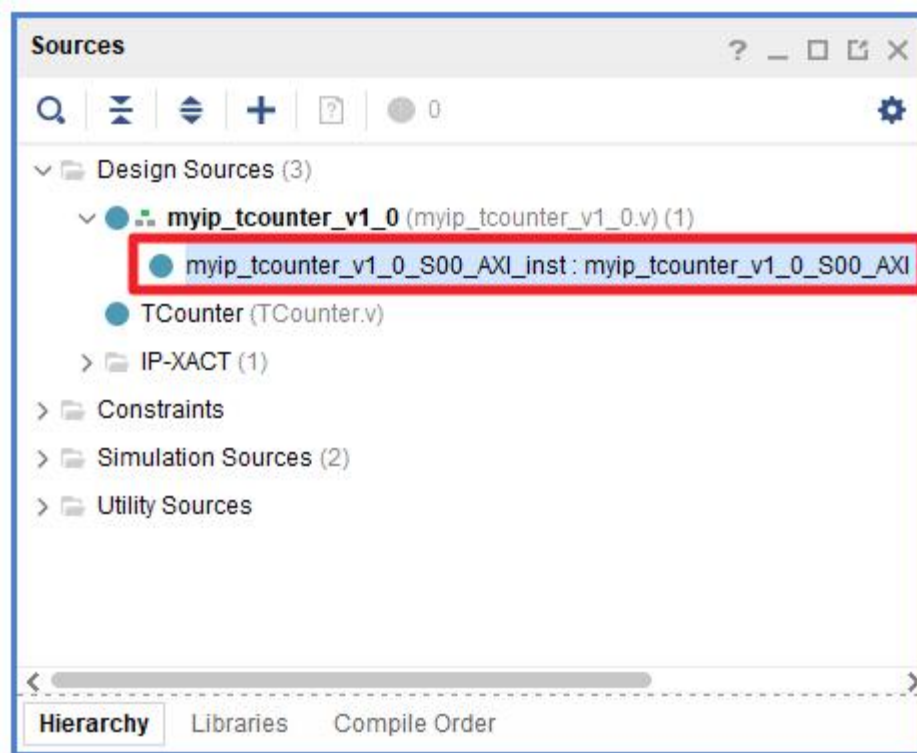 Sources
0
Design Sources (3)
myip_tcounter_v1_0 (myip_tcounter_v1_0.v) (1)
myip_tcounter_v1_0_S00_AXI_inst : myip_tcounter_v1_0_S00_AXI
TCounter (TCounter.v)
IP-XACT (1)
Constraints
Simulation Sources (2)
Utility Sources
Hierarchy Libraries Compile Order